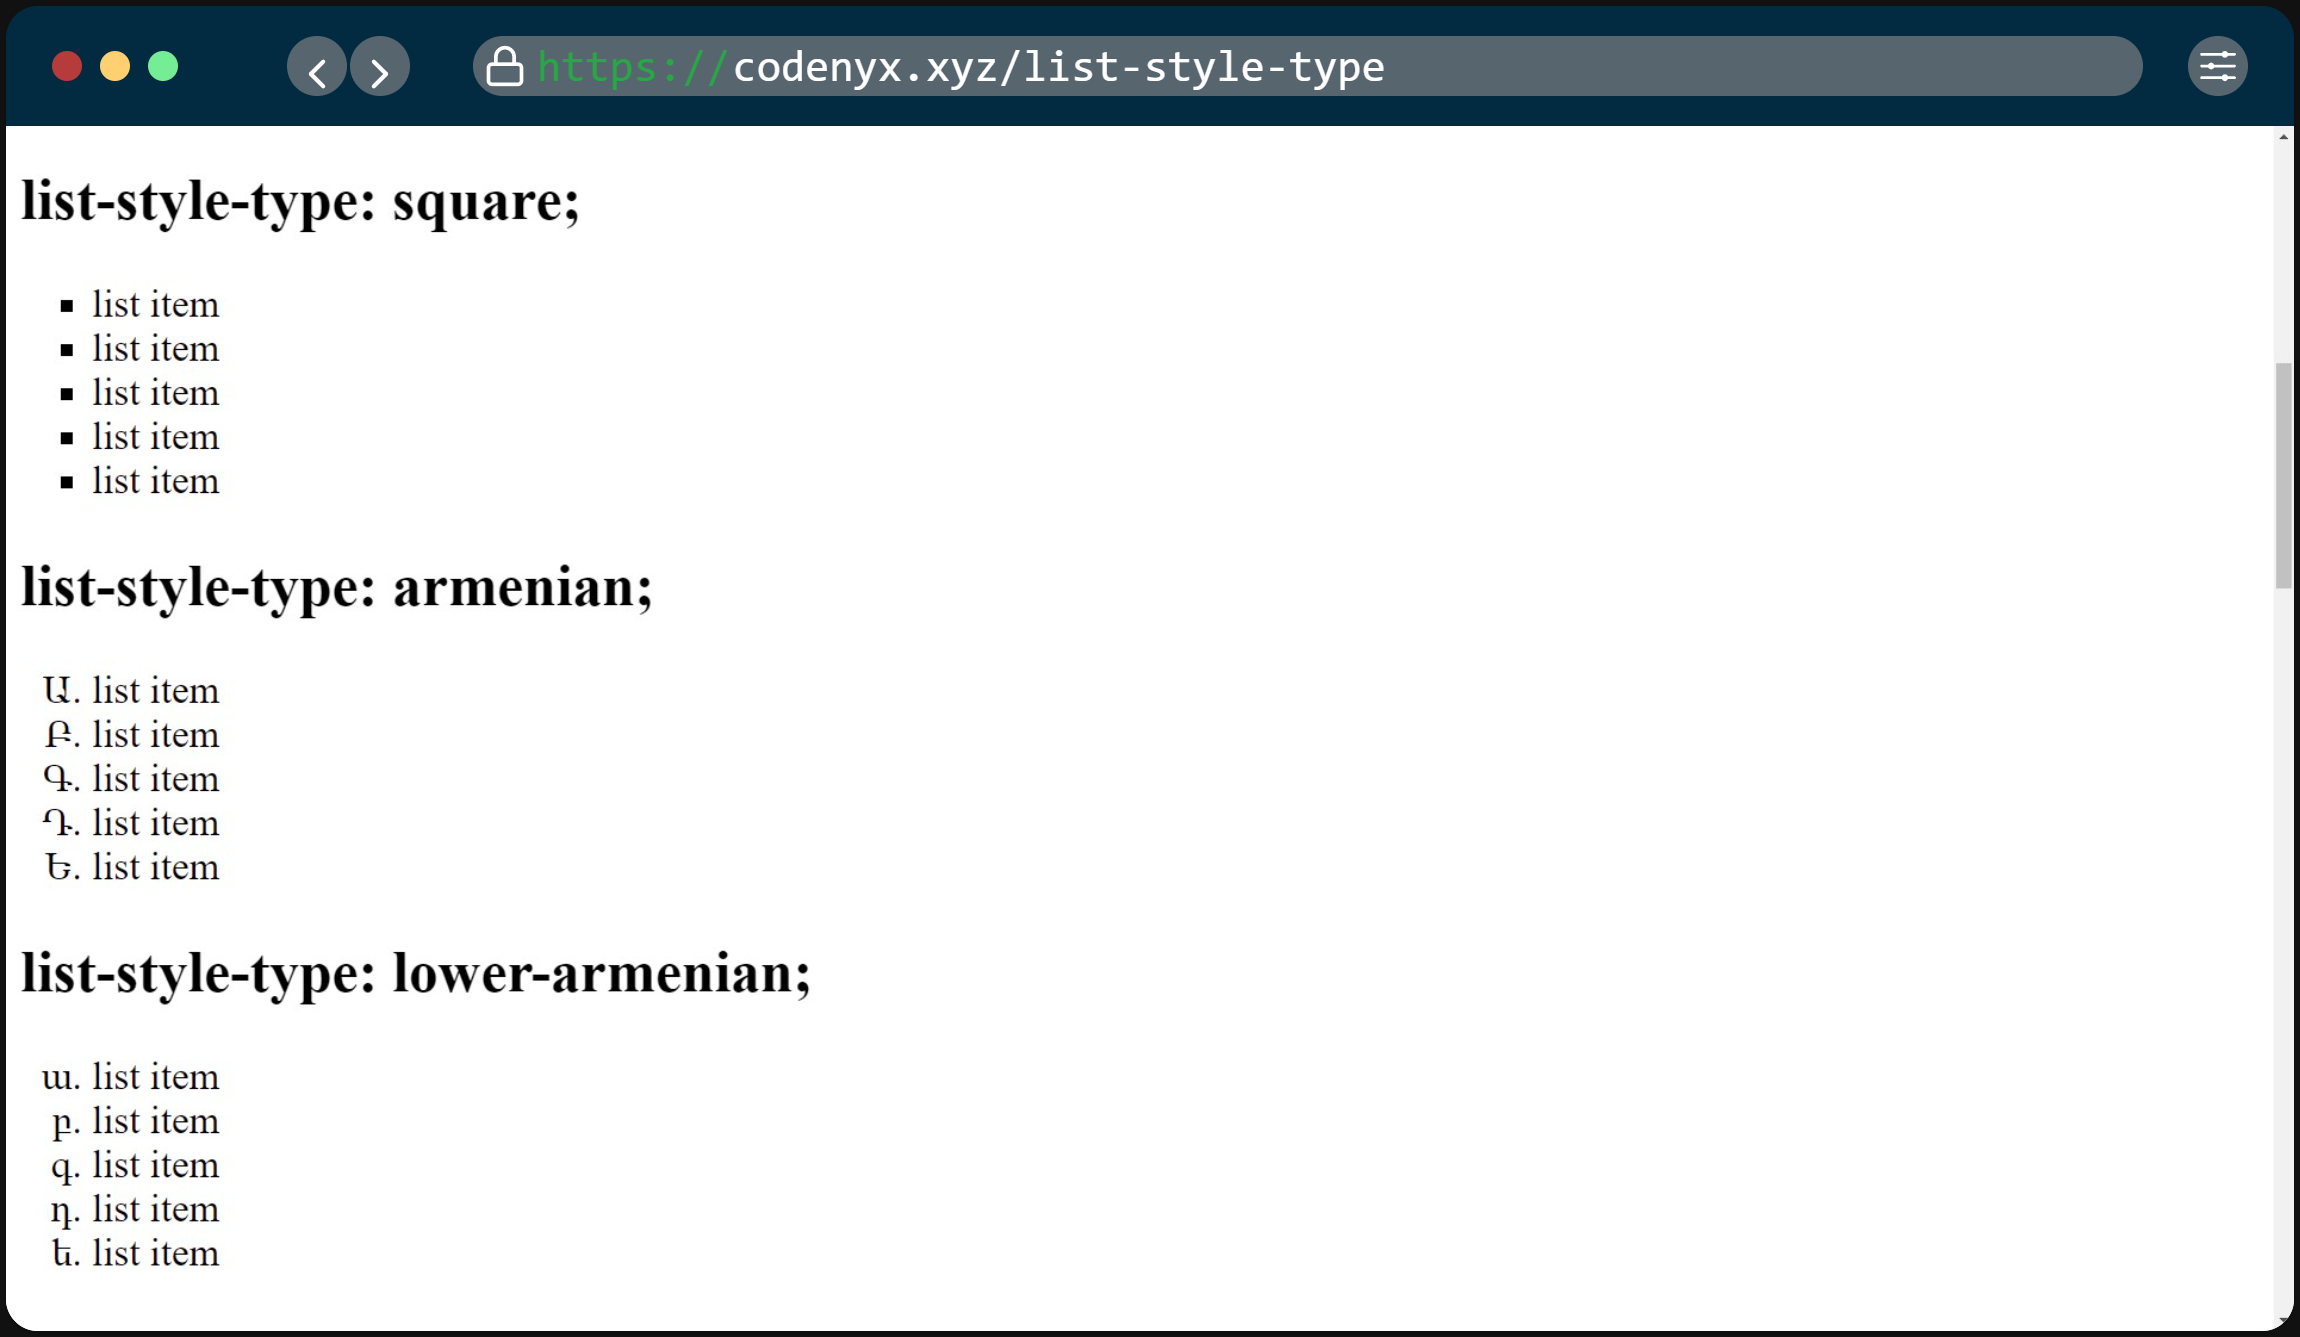 https://codenyx.xyz/list-style-type
list-style-type: square;
▪ list item
▪ list item
▪ list item
▪ list item
▪ list item
list-style-type: armenian;
Ա. list item
Բ. list item
Գ. list item
Դ. list item
Ե. list item
list-style-type: lower-armenian;
ա. list item
բ. list item
գ. list item
դ. list item
ե. list item